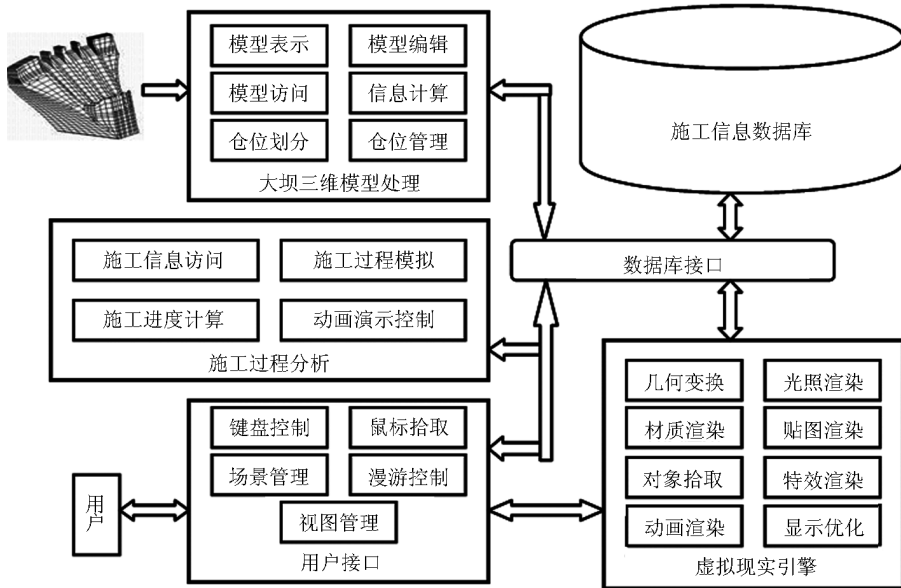 模型表示
模型编辑
模型访问
信息计算
仓位划分
仓位管理
大坝三维模型处理
施工信息数据库
数据库接口
施工信息访问
施工过程模拟
施工进度计算
动画演示控制
施工过程分析
键盘控制
鼠标拾取
场景管理
漫游控制
视图管理
用户接口
用户
几何变换
光照渲染
材质渲染
贴图渲染
对象拾取
特效渲染
动画渲染
显示优化
虚拟现实引擎